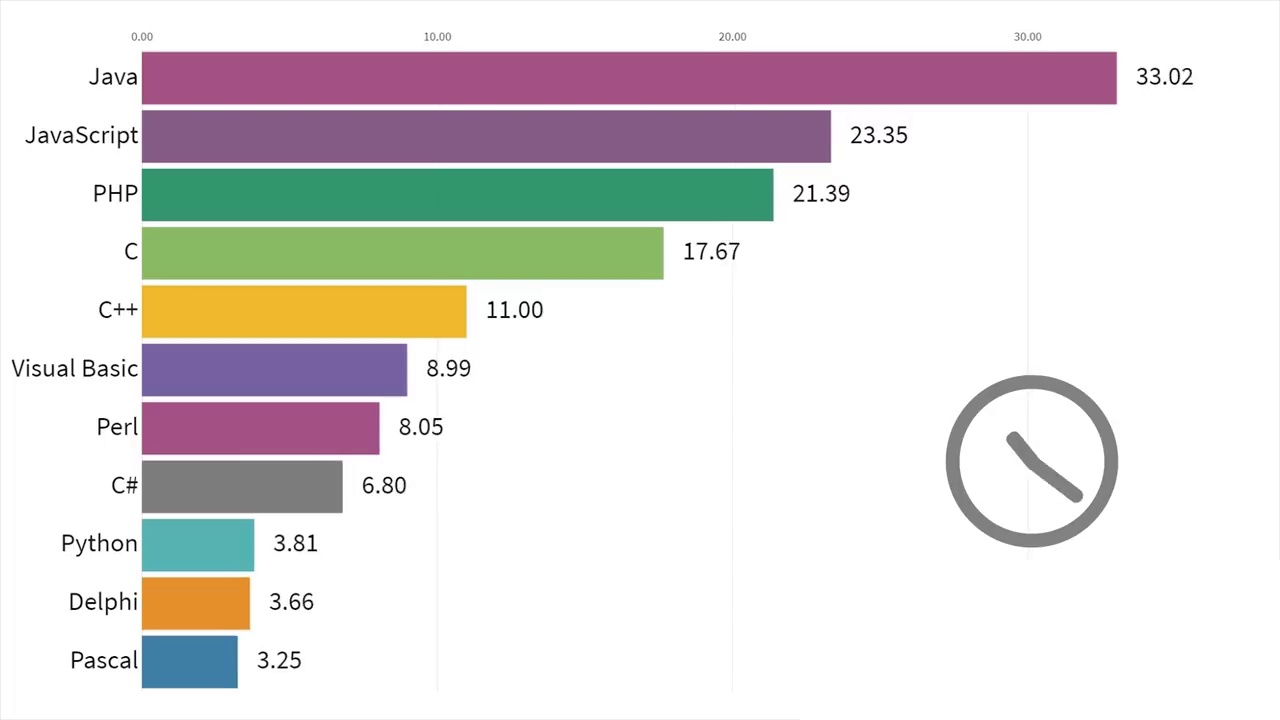 0.00 10.00 20.00 30.00
Java 33.02
JavaScript 23.35
PHP 21.39
C 17.67
C++ 11.00
Visual Basic 8.99
Perl 8.05
C# 6.80
Python 3.81
Delphi 3.66
Pascal 3.25